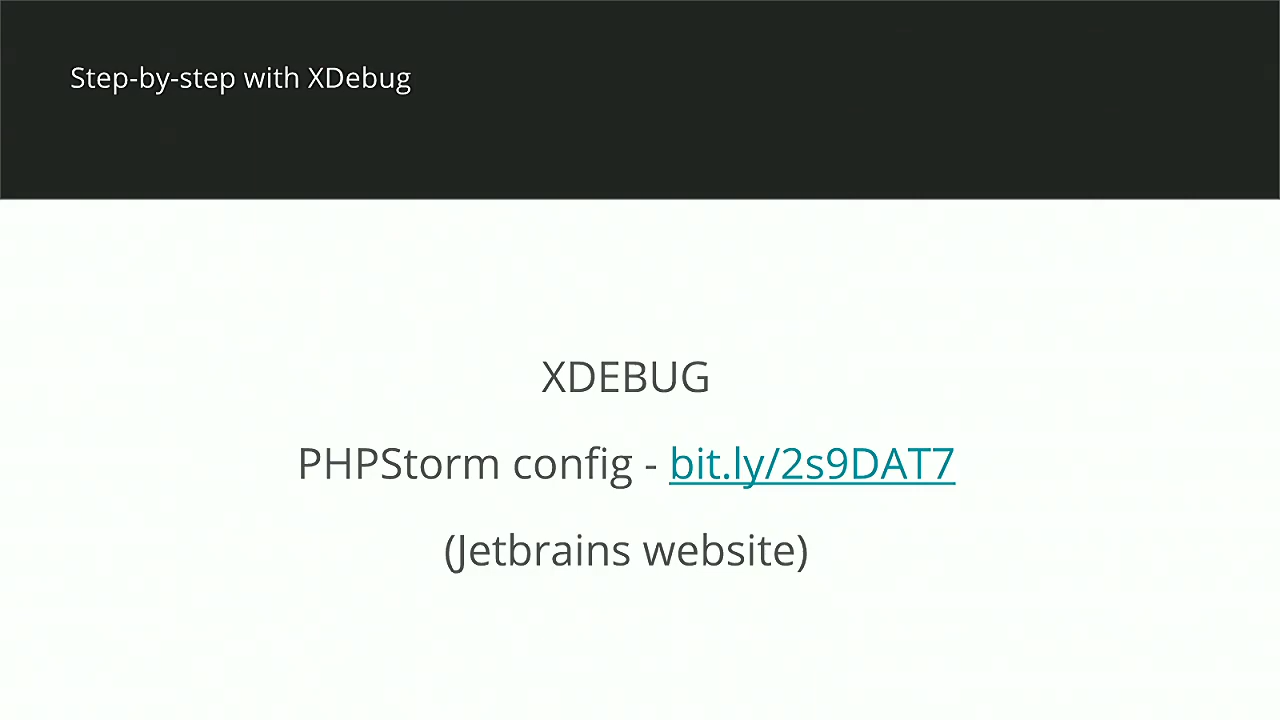 Step-by-step with XDebug
XDEBUG
PHPStorm config - bit.ly/2s9DAT7
(Jetbrains website)